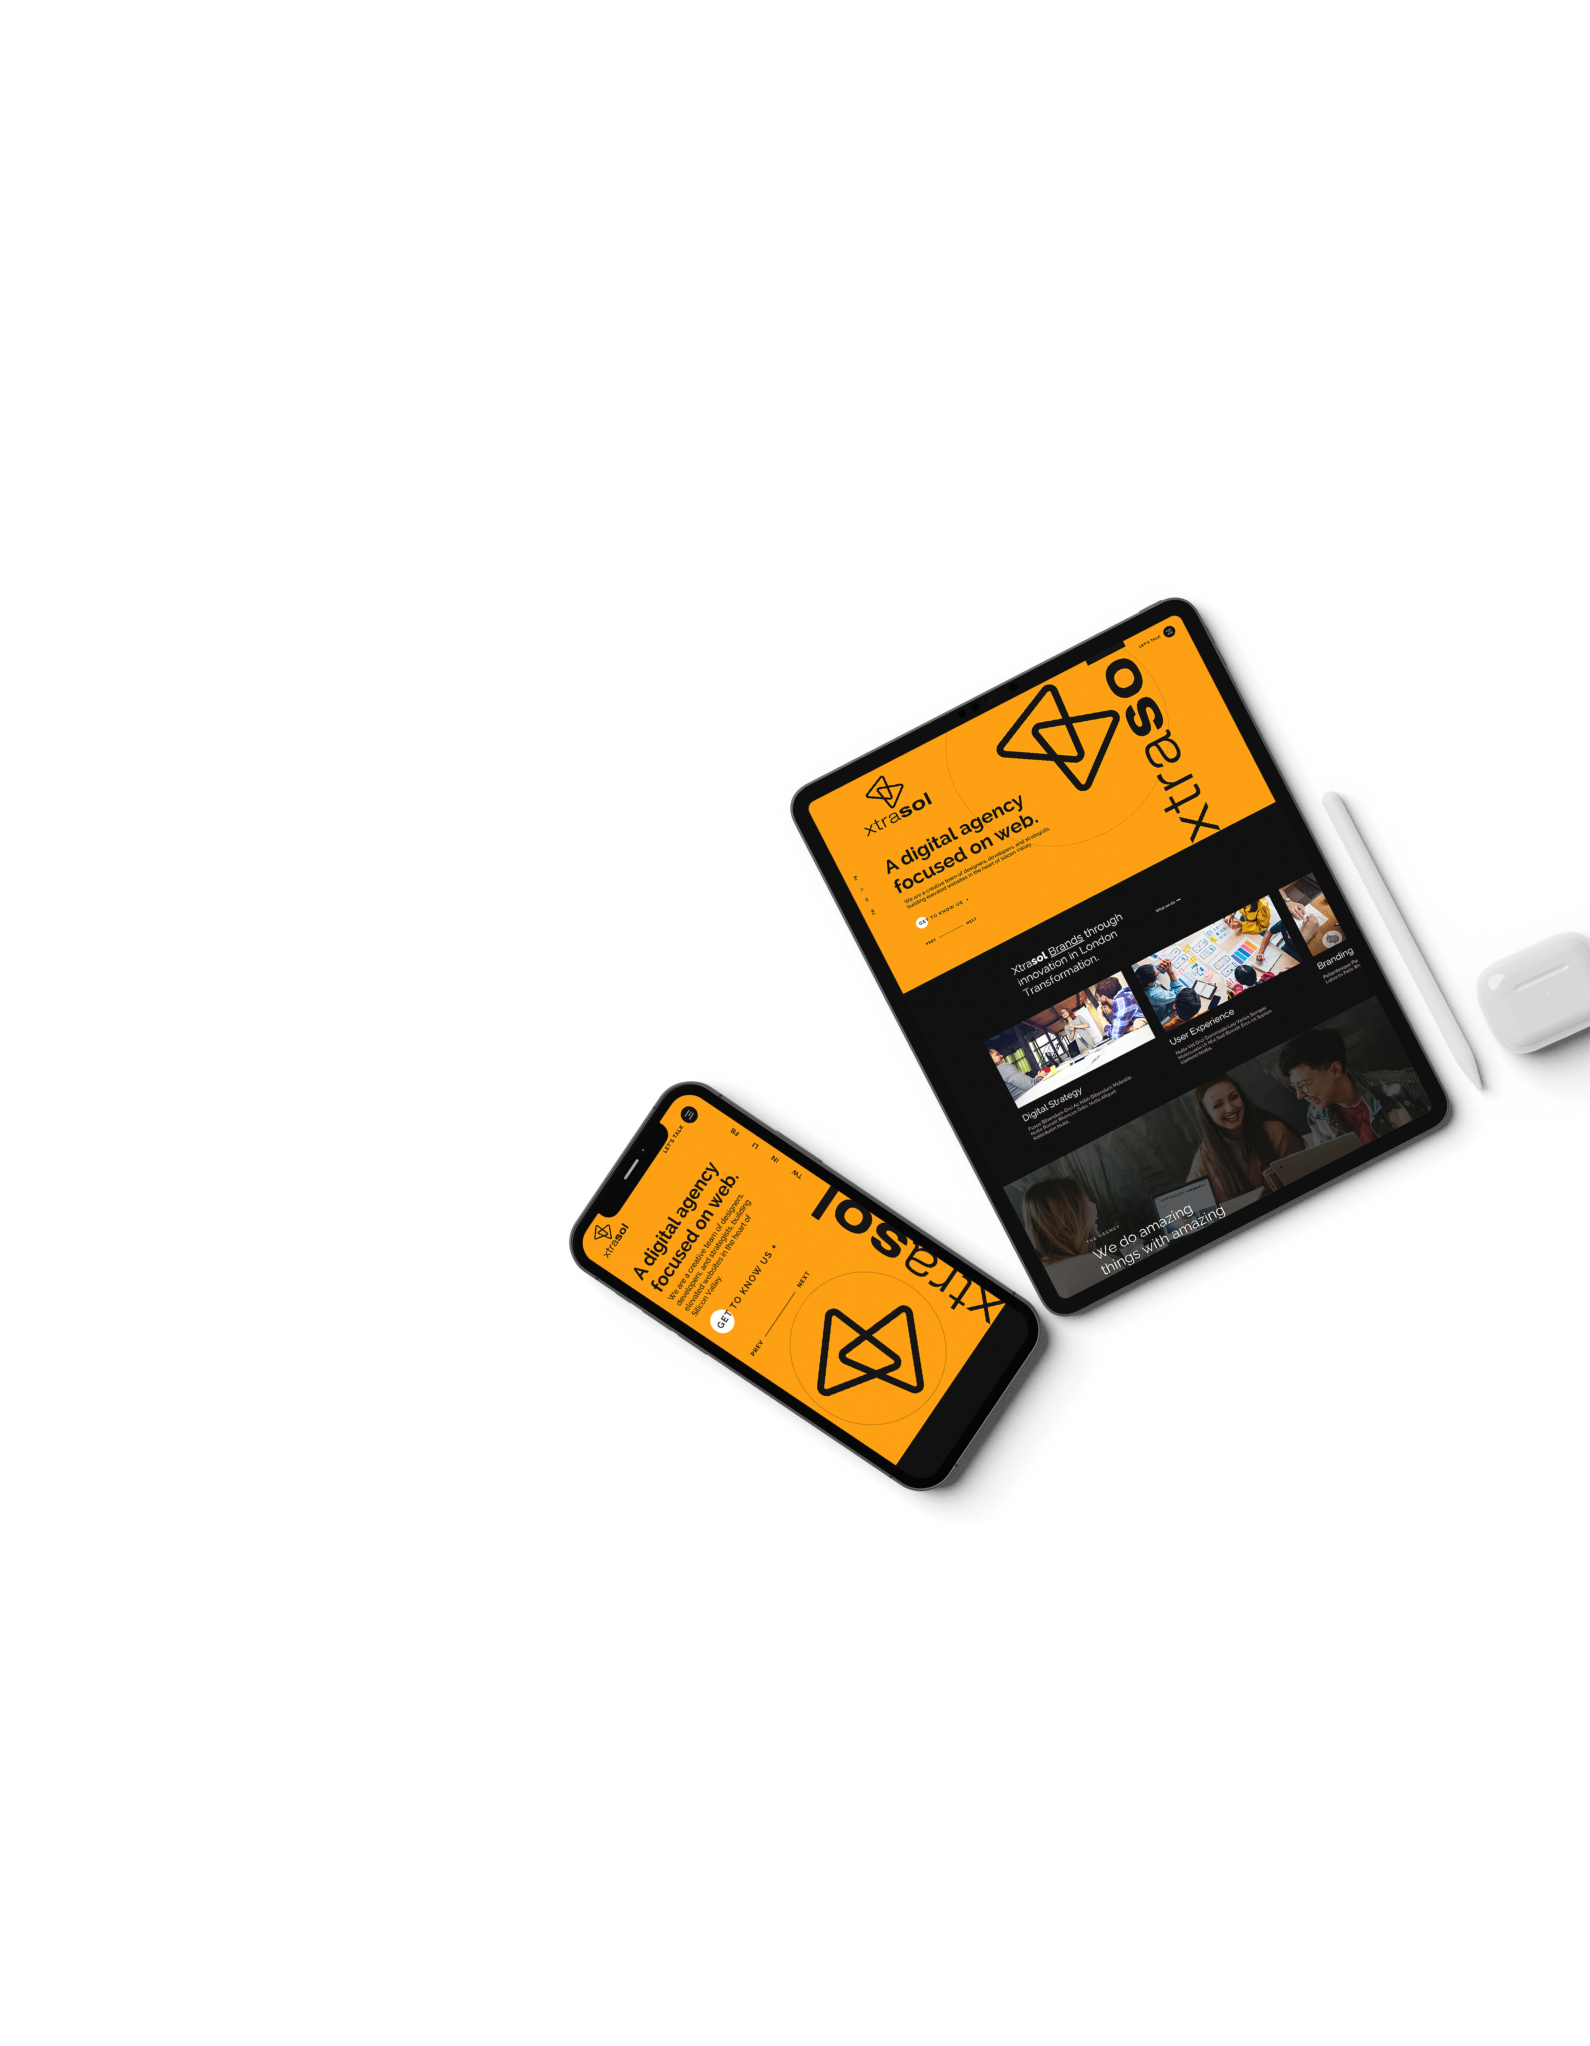 LET'S TALK
xtraso
xtrasol
A digital agency
focused on web.
We are a creative team of designers, developers, and strategists,
building elevated websites in the heart of Silicon Valley.
GET TO KNOW US +
PREV
NEXT
Xtrasol Brands through
innovation in London
Transformation.
What we do
Digital Strategy
User Experience
Branding
THE AGENCY
We do amazing
things with amazing
LET'S TALK
xtrasol
A digital agency
focused on web.
We are a creative team of designers,
developers, and strategists, building
elevated websites in the heart of
Silicon Valley.
GET TO KNOW US +
PREV
NEXT
FB
LI
IN
TW
xtrasol